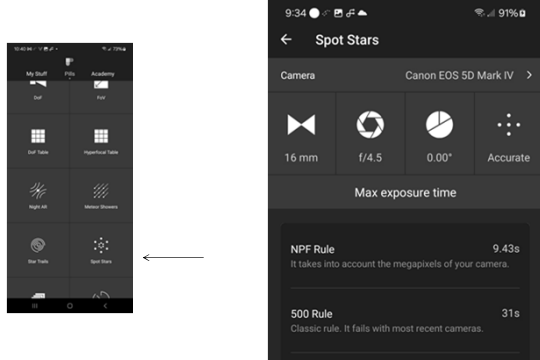 10:40
73%
My Stuff Pills Academy
DoF FoV
DoF Table Hyperfocal Table
Night AR Meteor Showers
Star Trails Spot Stars
9:34 91%
Spot Stars
Camera Canon EOS 5D Mark IV
16 mm f/4.5 0.00° Accurate
Max exposure time
NPF Rule 9.43s
It takes into account the megapixels of your camera.
500 Rule 31s
Classic rule. It fails with most recent cameras.